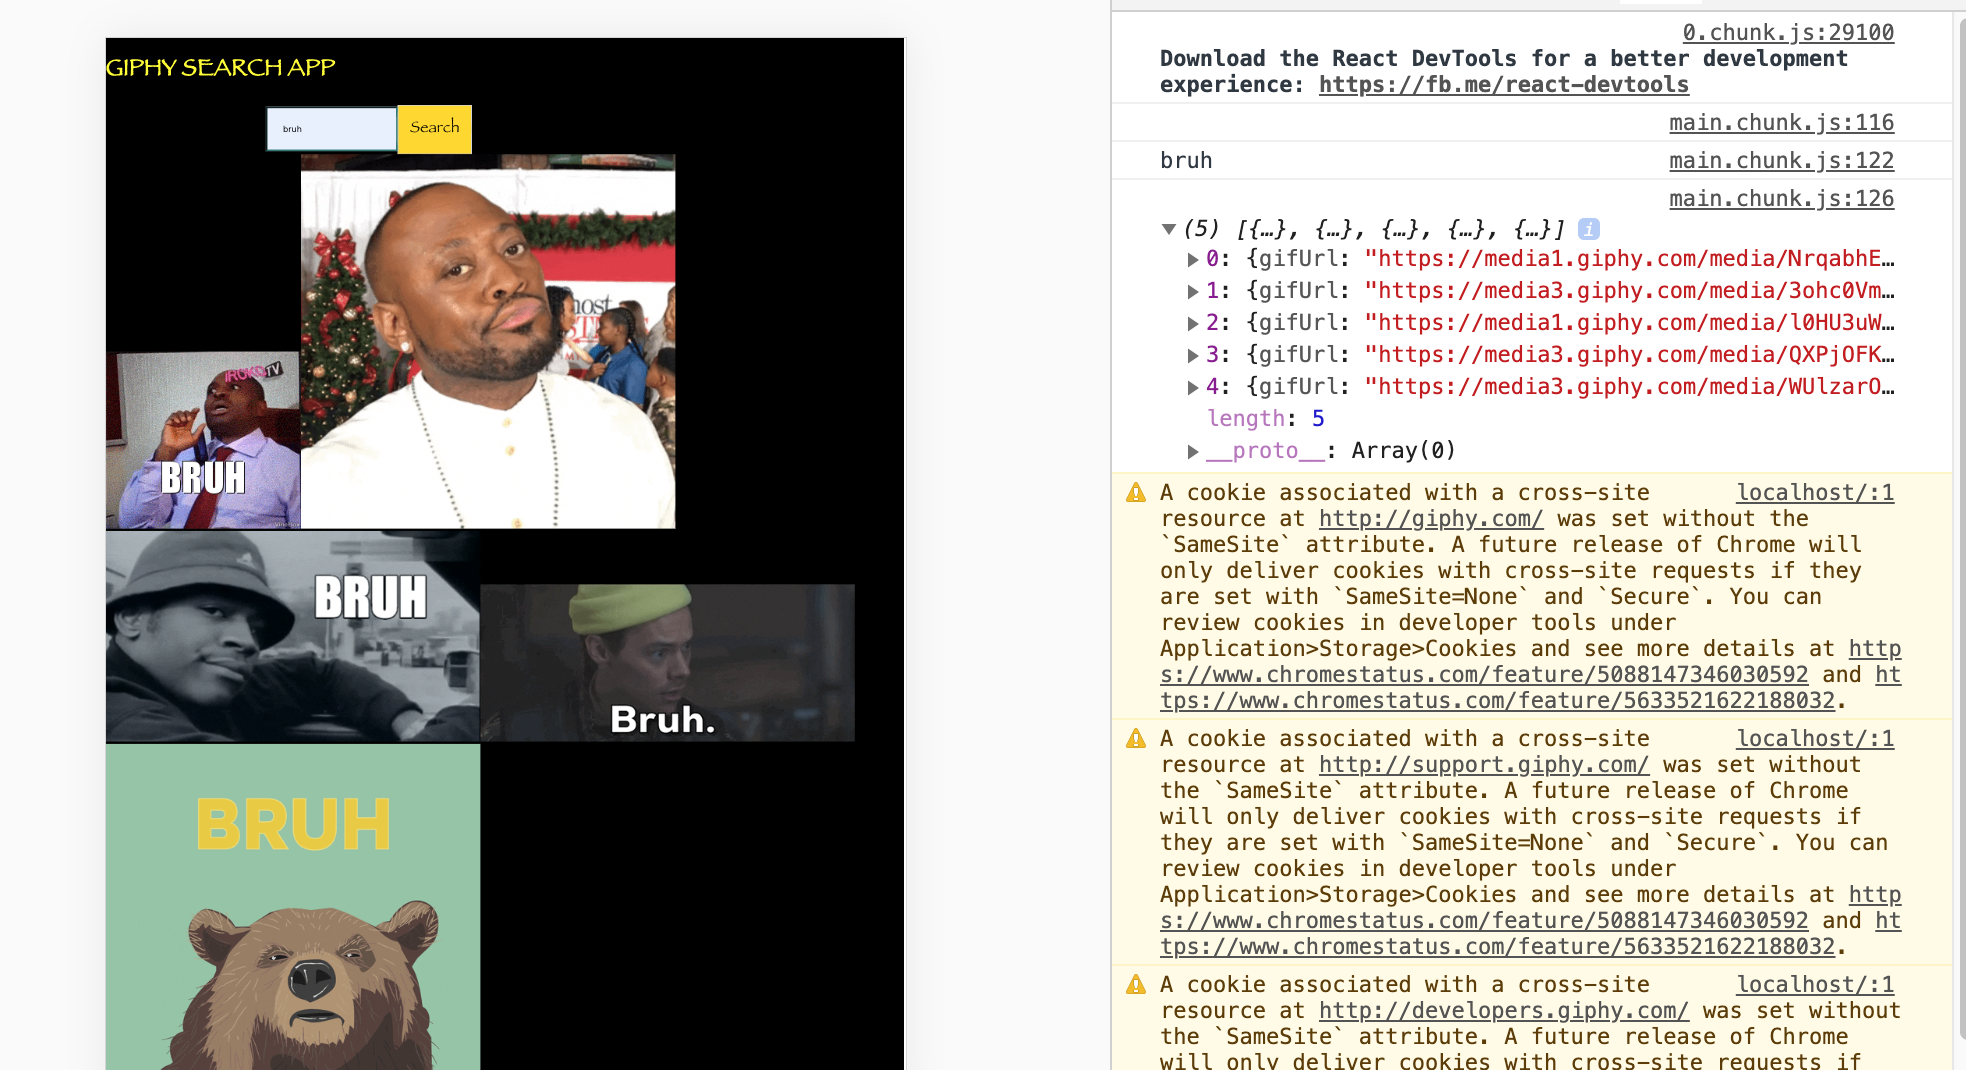 GIPHY SEARCH APP
bruh
Search
IROKOTV
BRUH
BRUH
Bruh.
BRUH
0.chunk.js:29100
Download the React DevTools for a better development
experience: https://fb.me/react-devtools
main.chunk.js:116
bruh main.chunk.js:122
main.chunk.js:126
(5) [{…}, {…}, {…}, {…}, {…}] i
0: {gifUrl: "https://media1.giphy.com/media/NrqabhE…
1: {gifUrl: "https://media3.giphy.com/media/3ohc0Vm…
2: {gifUrl: "https://media1.giphy.com/media/l0HU3uW…
3: {gifUrl: "https://media3.giphy.com/media/QXPjOFK…
4: {gifUrl: "https://media3.giphy.com/media/WUlzarO…
length: 5
__proto__: Array(0)
A cookie associated with a cross-site localhost/:1
resource at http://giphy.com/ was set without the
`SameSite` attribute. A future release of Chrome will
only deliver cookies with cross-site requests if they
are set with `SameSite=None` and `Secure`. You can
review cookies in developer tools under
Application>Storage>Cookies and see more details at http
s://www.chromestatus.com/feature/5088147346030592 and ht
tps://www.chromestatus.com/feature/5633521622188032.
A cookie associated with a cross-site localhost/:1
resource at http://support.giphy.com/ was set without
the `SameSite` attribute. A future release of Chrome
will only deliver cookies with cross-site requests if
they are set with `SameSite=None` and `Secure`. You can
review cookies in developer tools under
Application>Storage>Cookies and see more details at http
s://www.chromestatus.com/feature/5088147346030592 and ht
tps://www.chromestatus.com/feature/5633521622188032.
A cookie associated with a cross-site localhost/:1
resource at http://developers.giphy.com/ was set without
the `SameSite` attribute. A future release of Chrome
will only deliver cookies with cross-site requests if